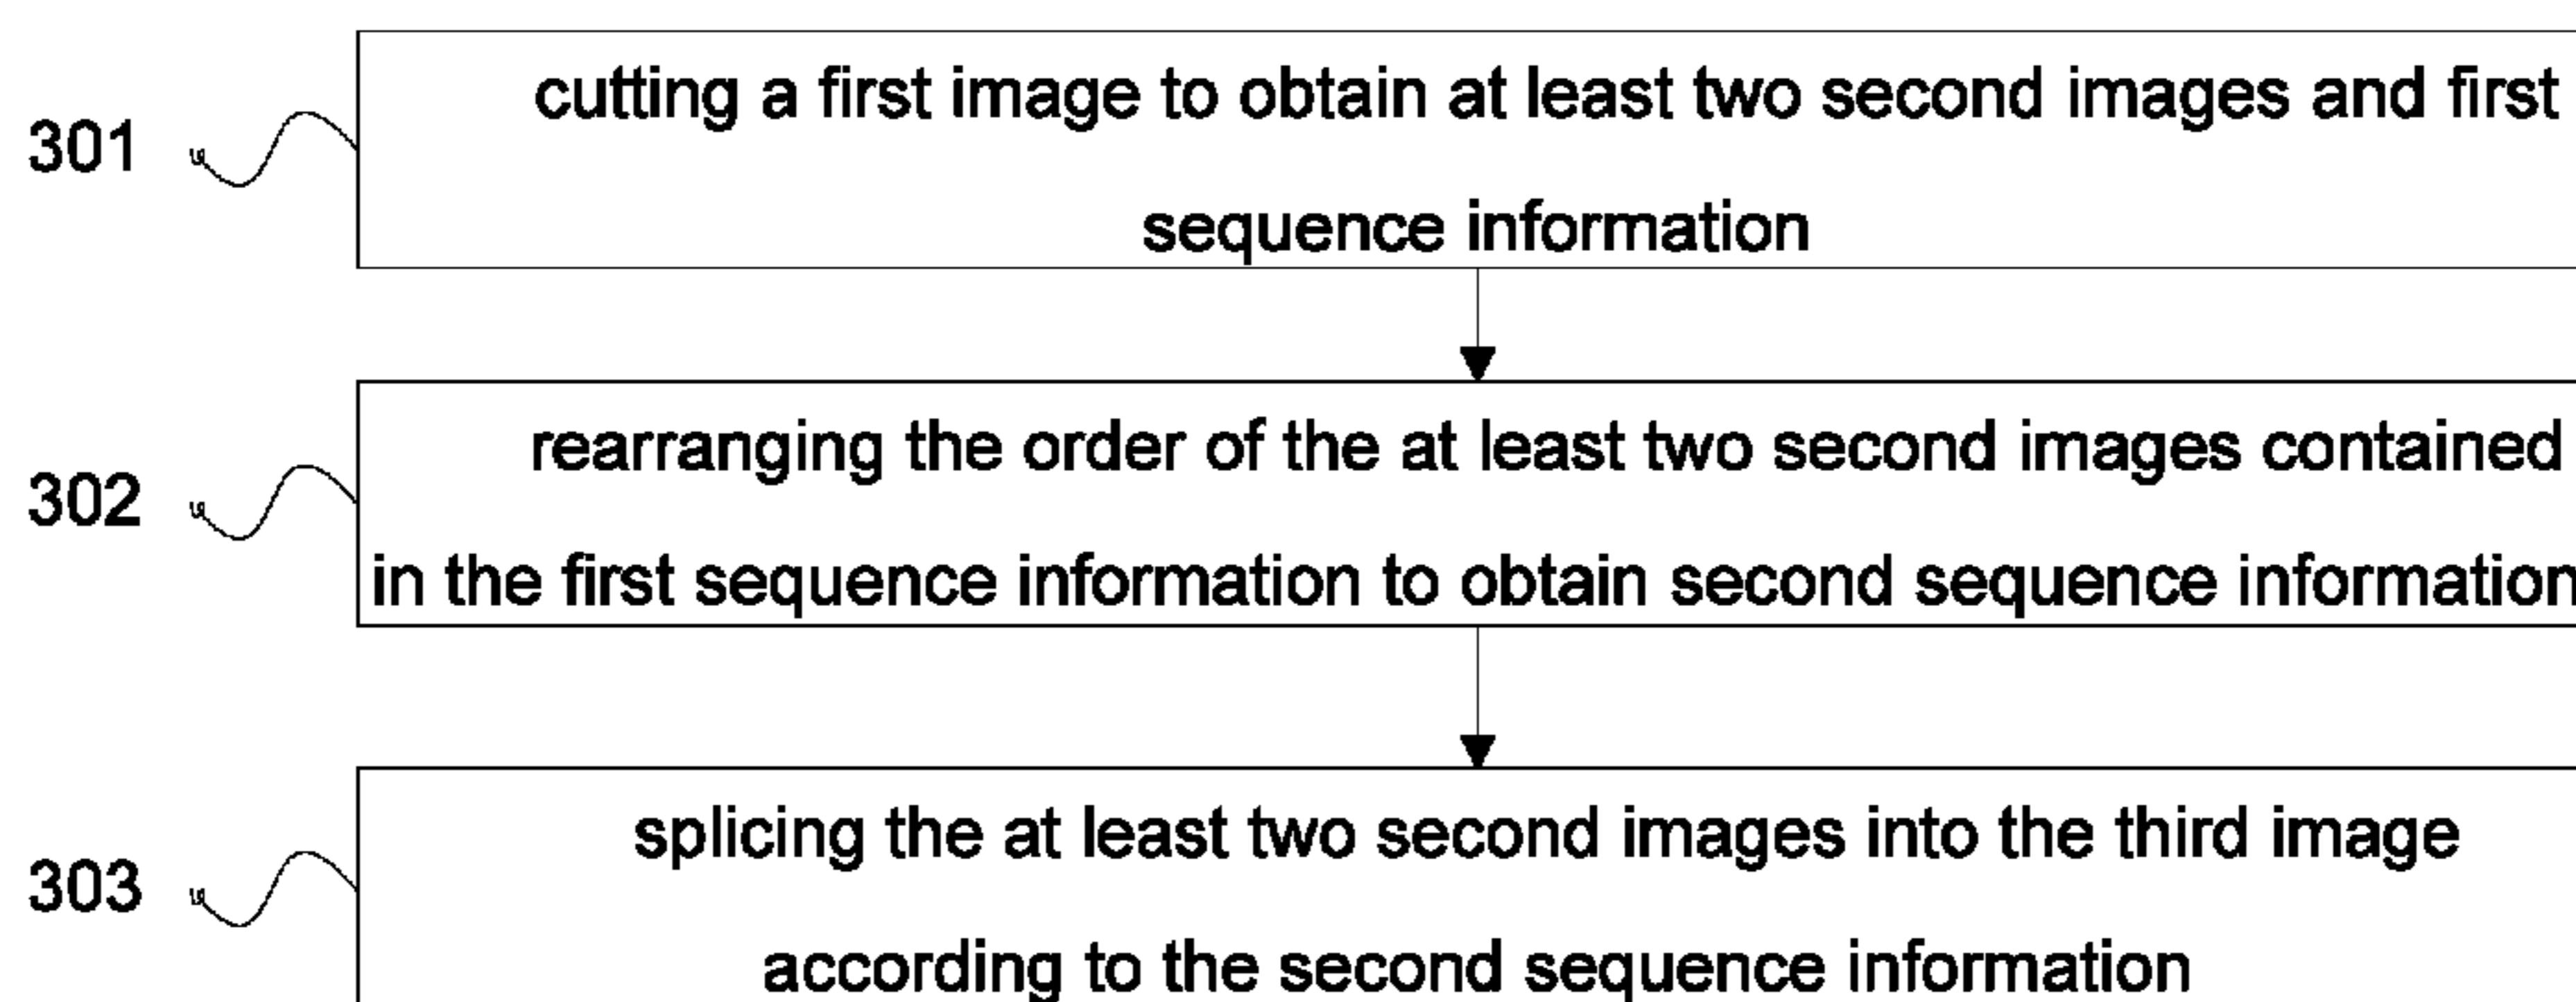 301
cutting a first image to obtain at least two second images and first
sequence information
302
rearranging the order of the at least two second images contained
in the first sequence information to obtain second sequence information
303
splicing the at least two second images into the third image
according to the second sequence information